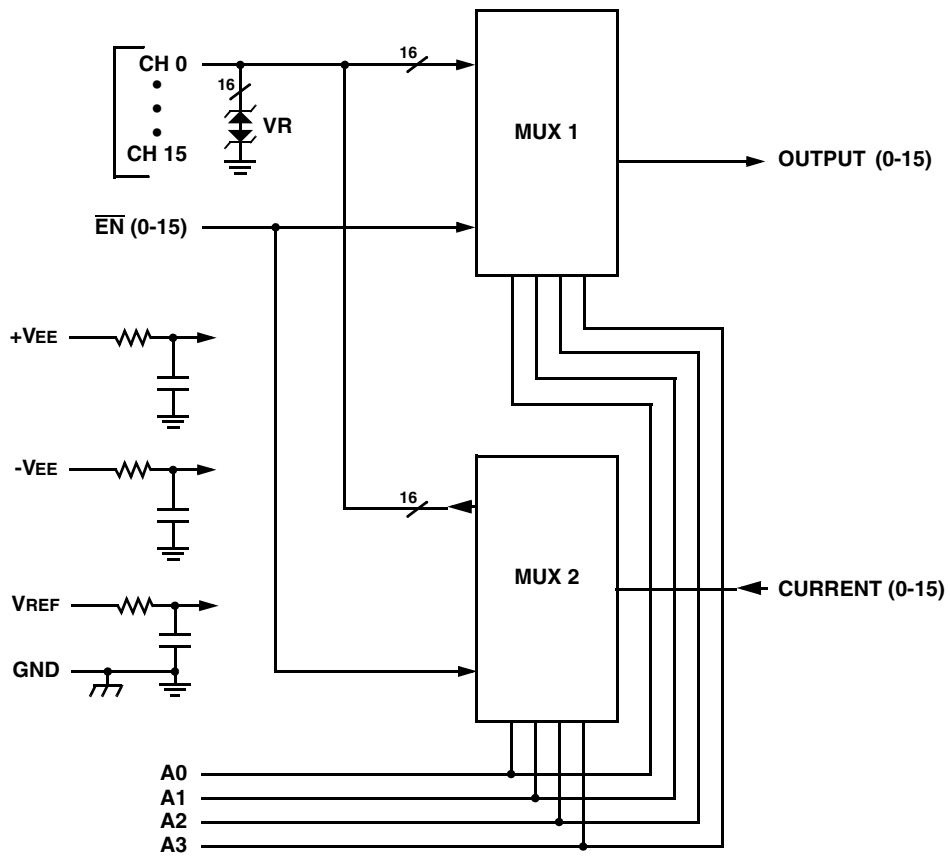 CH 0
16
16
VR
CH 15
MUX 1
OUTPUT (0-15)
EN (0-15)
+VEE
-VEE
16
MUX 2
VREF
CURRENT (0-15)
GND
A0
A1
A2
A3